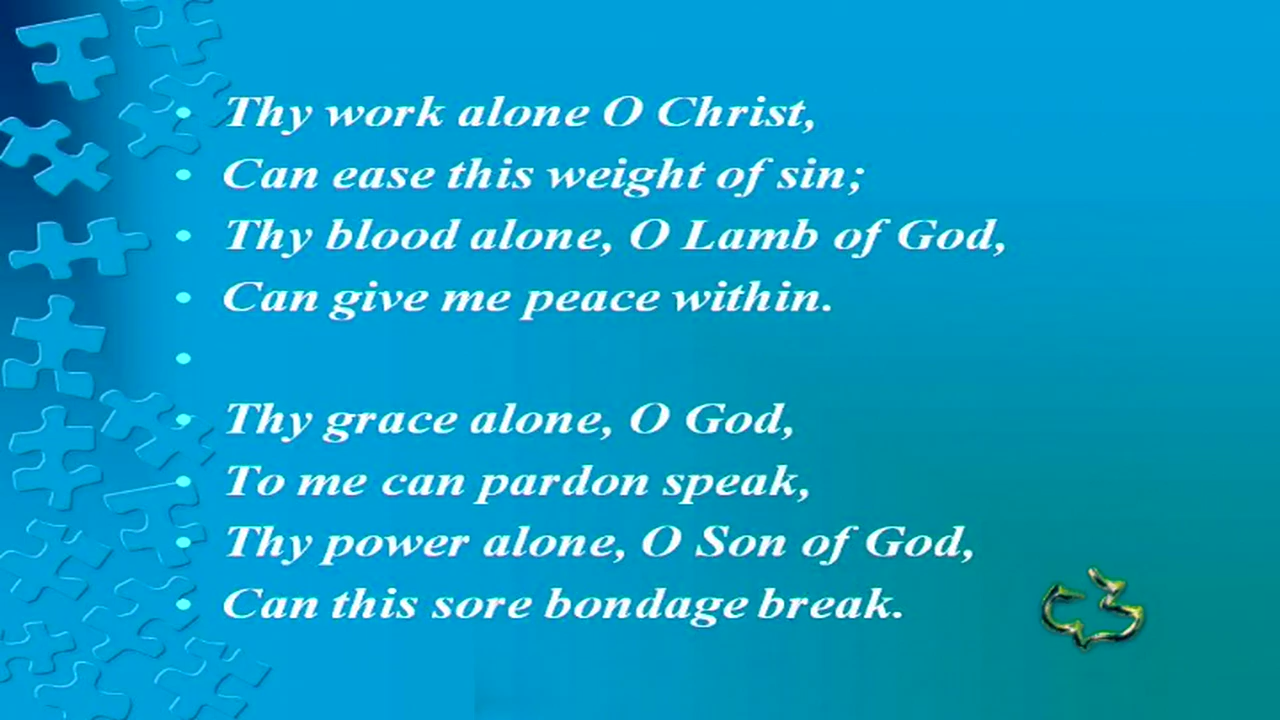 • Thy work alone O Christ,
• Can ease this weight of sin;
• Thy blood alone, O Lamb of God,
• Can give me peace within.
•
• Thy grace alone, O God,
• To me can pardon speak,
• Thy power alone, O Son of God,
• Can this sore bondage break.